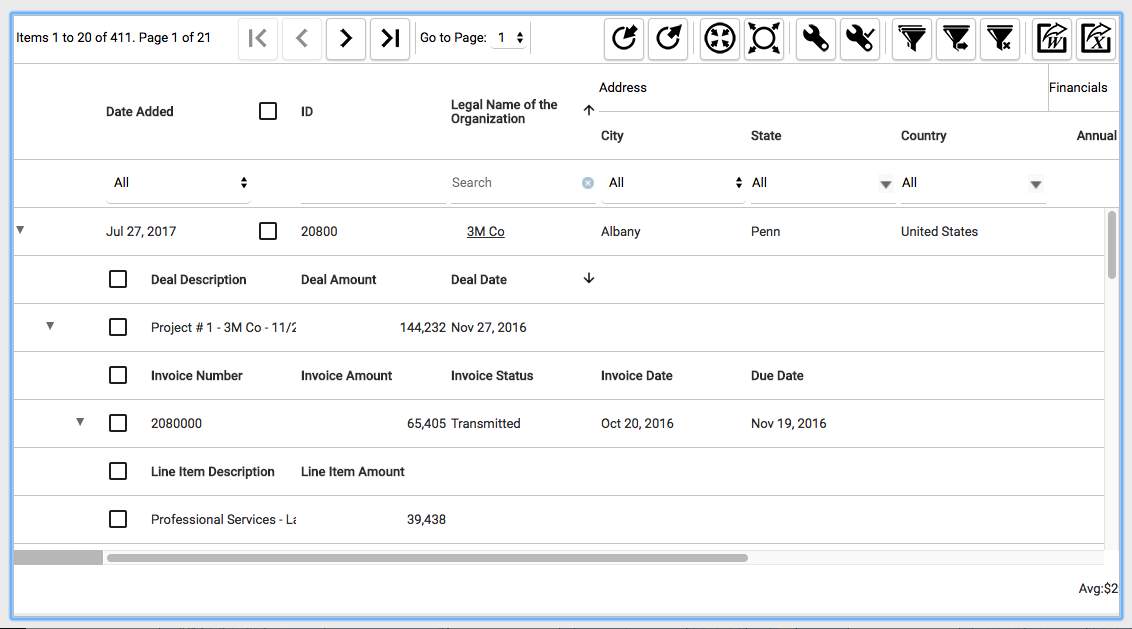 Items 1 to 20 of 411. Page 1 of 21 Go to Page: 1 W X
Address Financials
Date Added ID Legal Name of the
Organization
City State Country Annual
All Search All All All
Jul 27, 2017 20800 3M Co Albany Penn United States
Deal Description Deal Amount Deal Date
Project # 1 - 3M Co - 11/2 144,232 Nov 27, 2016
Invoice Number Invoice Amount Invoice Status Invoice Date Due Date
2080000 65,405 Transmitted Oct 20, 2016 Nov 19, 2016
Line Item Description Line Item Amount
Professional Services - La 39,438
Avg:$2